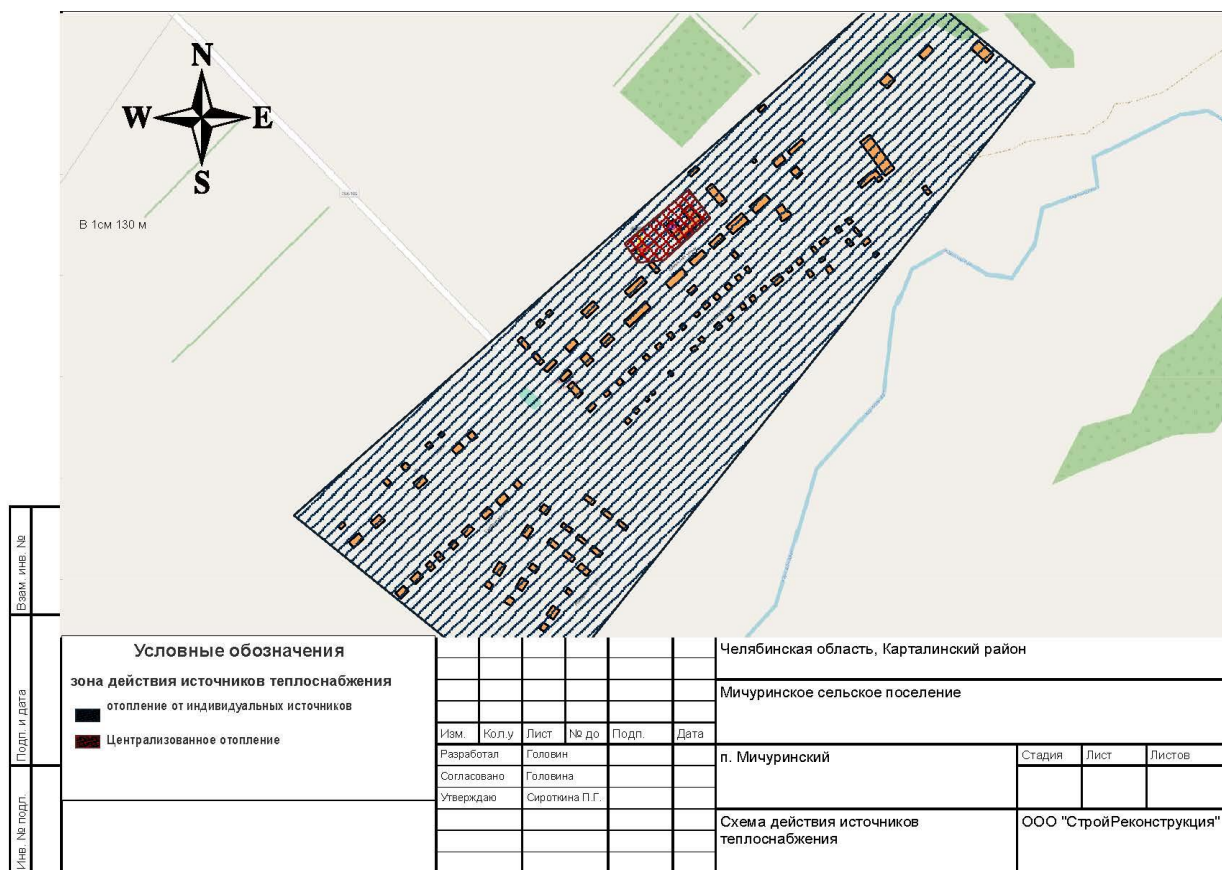 N
W
E
S
В 1см 130 м
Условные обозначения
зона действия источников теплоснабжения
отопление от индивидуальных источников
Централизованное отопление
Взам. инв. №
Подп. и дата
Инв. № подл.
Изм. Кол.у Лист № до Подп. Дата
Разработал Головин
Согласовано Головина
Утверждаю Сироткина П.Г.
Челябинская область, Карталинский район
Мичуринское сельское поселение
п. Мичуринский
Стадия Лист Листов
Схема действия источников
теплоснабжения
ООО "СтройРеконструкция"